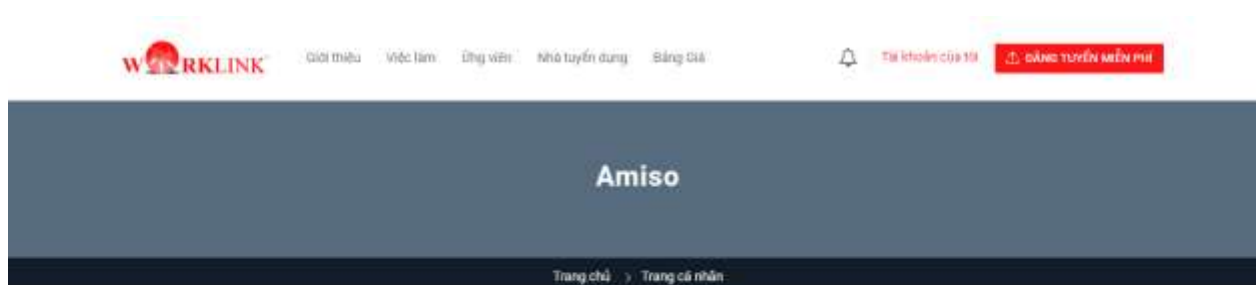 WORKLINK Giới thiệu Việc làm Ứng viên Nhà tuyển dụng Bảng Giá Tài khoản của tôi ĐĂNG TUYỂN MIỄN PHÍ
Amiso
Trang chủ > Trang cá nhân